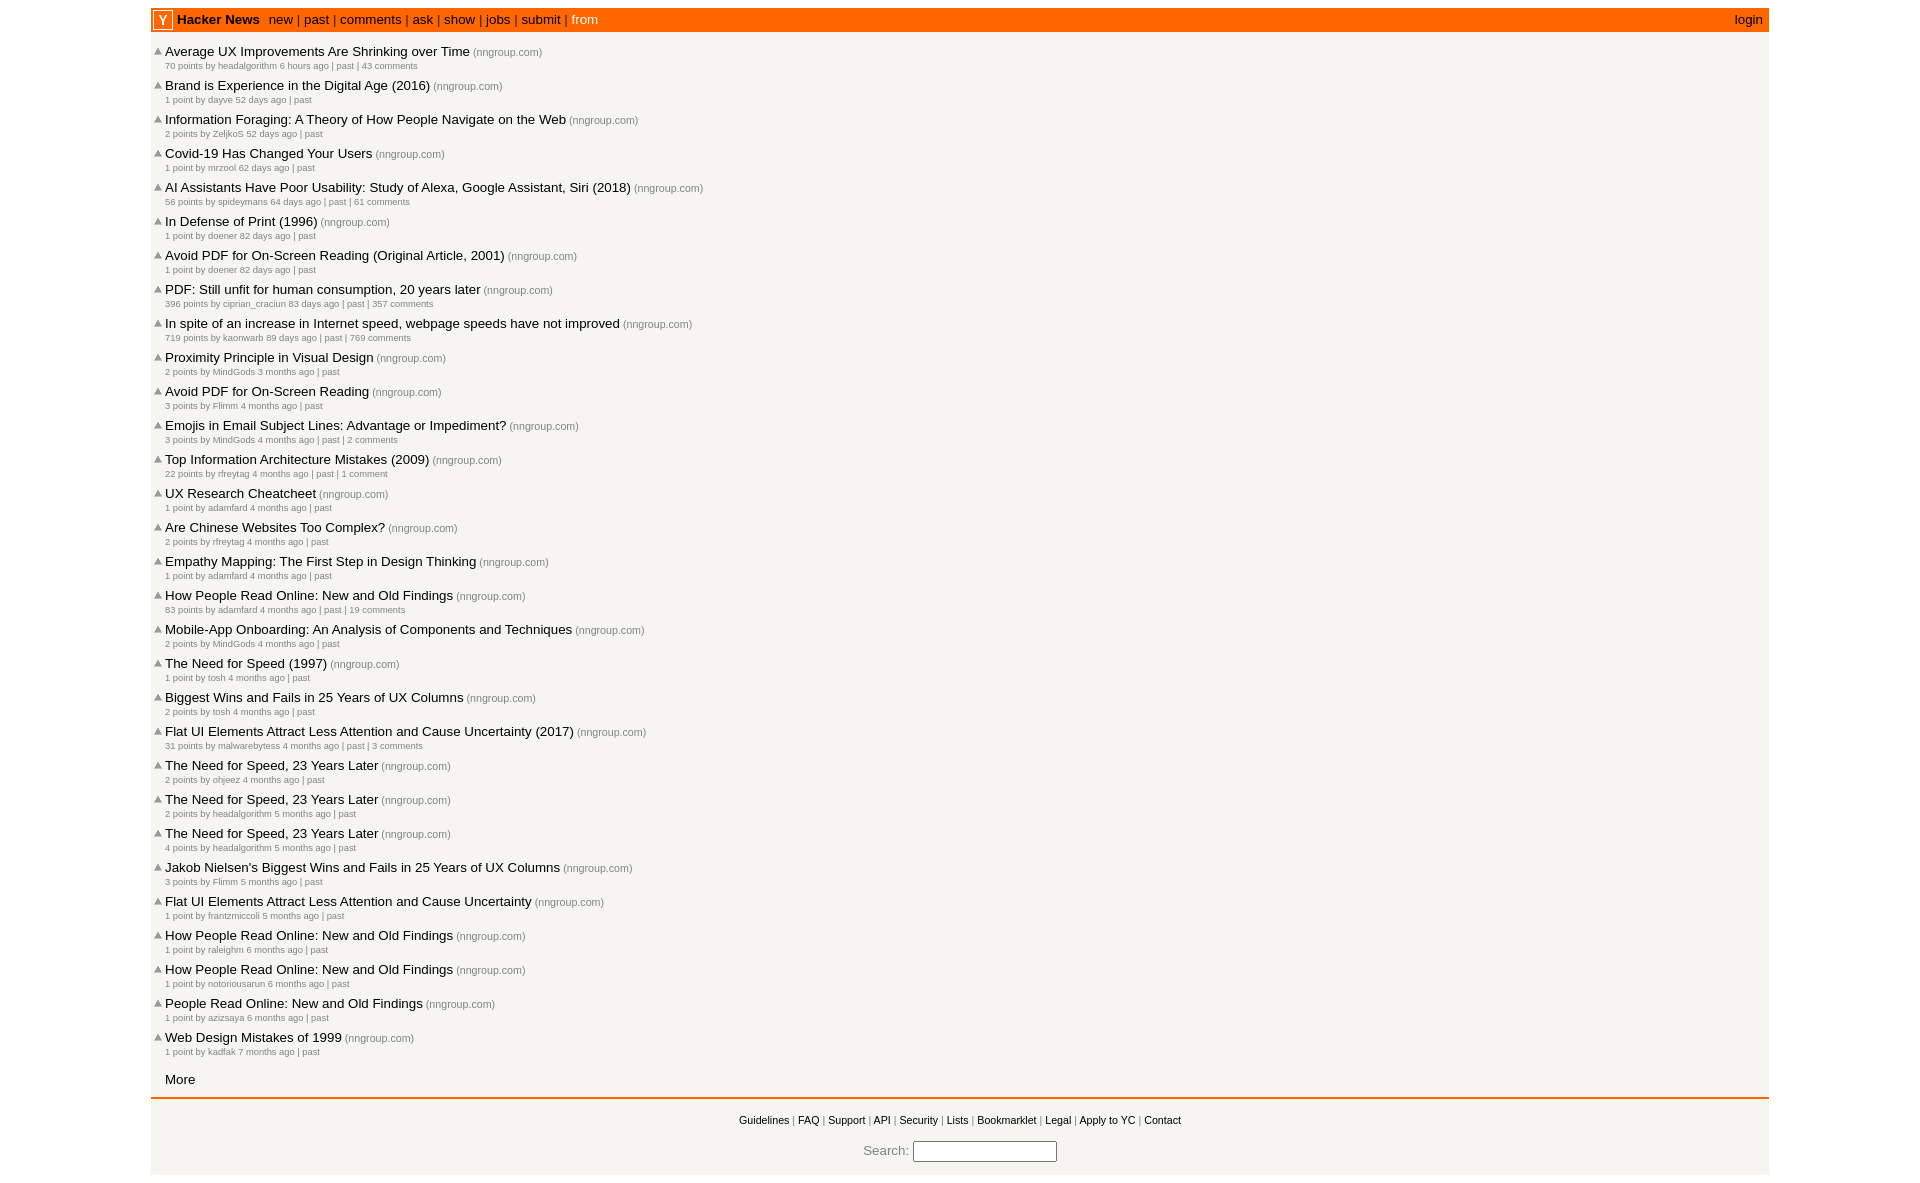 Y Hacker News new | past | comments | ask | show | jobs | submit | from login
Average UX Improvements Are Shrinking over Time (nngroup.com)
70 points by headalgorithm 6 hours ago | past | 43 comments
Brand is Experience in the Digital Age (2016) (nngroup.com)
1 point by dayve 52 days ago | past
Information Foraging: A Theory of How People Navigate on the Web (nngroup.com)
2 points by ZeljkoS 52 days ago | past
Covid-19 Has Changed Your Users (nngroup.com)
1 point by mrzool 62 days ago | past
AI Assistants Have Poor Usability: Study of Alexa, Google Assistant, Siri (2018) (nngroup.com)
56 points by spideymans 64 days ago | past | 61 comments
In Defense of Print (1996) (nngroup.com)
1 point by doener 82 days ago | past
Avoid PDF for On-Screen Reading (Original Article, 2001) (nngroup.com)
1 point by doener 82 days ago | past
PDF: Still unfit for human consumption, 20 years later (nngroup.com)
396 points by ciprian_craciun 83 days ago | past | 357 comments
In spite of an increase in Internet speed, webpage speeds have not improved (nngroup.com)
719 points by kaonwarb 89 days ago | past | 769 comments
Proximity Principle in Visual Design (nngroup.com)
2 points by MindGods 3 months ago | past
Avoid PDF for On-Screen Reading (nngroup.com)
3 points by Flimm 4 months ago | past
Emojis in Email Subject Lines: Advantage or Impediment? (nngroup.com)
3 points by MindGods 4 months ago | past | 2 comments
Top Information Architecture Mistakes (2009) (nngroup.com)
22 points by rfreytag 4 months ago | past | 1 comment
UX Research Cheatcheet (nngroup.com)
1 point by adamfard 4 months ago | past
Are Chinese Websites Too Complex? (nngroup.com)
2 points by rfreytag 4 months ago | past
Empathy Mapping: The First Step in Design Thinking (nngroup.com)
1 point by adamfard 4 months ago | past
How People Read Online: New and Old Findings (nngroup.com)
83 points by adamfard 4 months ago | past | 19 comments
Mobile-App Onboarding: An Analysis of Components and Techniques (nngroup.com)
2 points by MindGods 4 months ago | past
The Need for Speed (1997) (nngroup.com)
1 point by tosh 4 months ago | past
Biggest Wins and Fails in 25 Years of UX Columns (nngroup.com)
2 points by tosh 4 months ago | past
Flat UI Elements Attract Less Attention and Cause Uncertainty (2017) (nngroup.com)
31 points by malwarebytess 4 months ago | past | 3 comments
The Need for Speed, 23 Years Later (nngroup.com)
2 points by ohjeez 4 months ago | past
The Need for Speed, 23 Years Later (nngroup.com)
2 points by headalgorithm 5 months ago | past
The Need for Speed, 23 Years Later (nngroup.com)
4 points by headalgorithm 5 months ago | past
Jakob Nielsen's Biggest Wins and Fails in 25 Years of UX Columns (nngroup.com)
3 points by Flimm 5 months ago | past
Flat UI Elements Attract Less Attention and Cause Uncertainty (nngroup.com)
1 point by frantzmiccoli 5 months ago | past
How People Read Online: New and Old Findings (nngroup.com)
1 point by raleighm 6 months ago | past
How People Read Online: New and Old Findings (nngroup.com)
1 point by notoriousarun 6 months ago | past
People Read Online: New and Old Findings (nngroup.com)
1 point by azizsaya 6 months ago | past
Web Design Mistakes of 1999 (nngroup.com)
1 point by kadfak 7 months ago | past
More
Guidelines | FAQ | Support | API | Security | Lists | Bookmarklet | Legal | Apply to YC | Contact
Search: